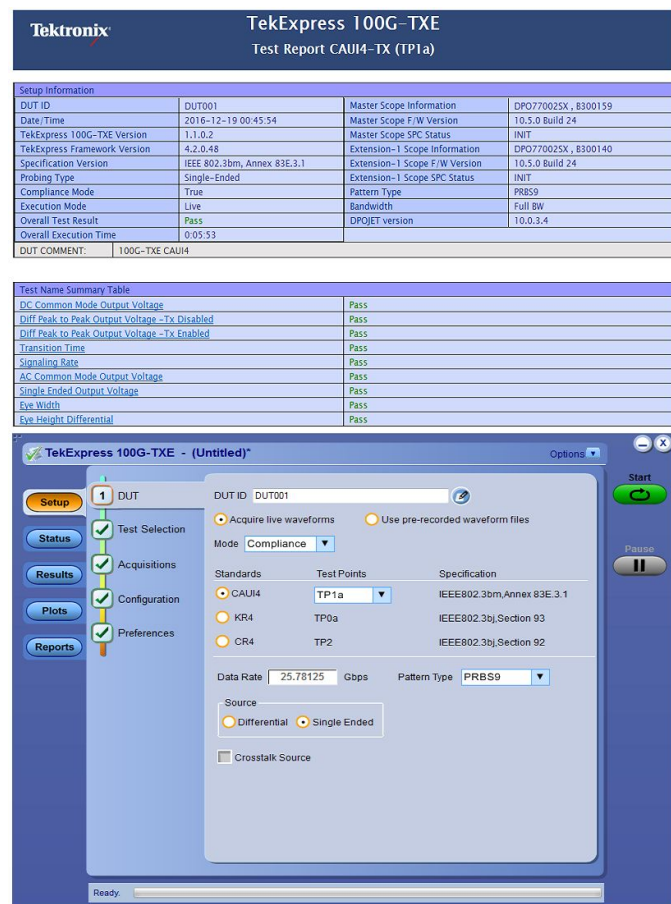 Tektronix
TekExpress 100G-TXE
Test Report CAUI4-TX (TP1a)
Setup Information
DUT ID DUT001 Master Scope Information DPO77002SX , B300159
Date/Time 2016-12-19 00:45:54 Master Scope F/W Version 10.5.0 Build 24
TekExpress 100G-TXE Version 1.1.0.2 Master Scope SPC Status INIT
TekExpress Framework Version 4.2.0.48 Extension-1 Scope Information DPO77002SX , B300140
Specification Version IEEE 802.3bm, Annex 83E.3.1 Extension-1 Scope F/W Version 10.5.0 Build 24
Probing Type Single-Ended Extension-1 Scope SPC Status INIT
Compliance Mode True Pattern Type PRBS9
Execution Mode Live Bandwidth Full BW
Overall Test Result Pass DPOJET version 10.0.3.4
Overall Execution Time 0:05:53
DUT COMMENT: 100G-TXE CAUI4
Test Name Summary Table
DC Common Mode Output Voltage Pass
Diff Peak to Peak Output Voltage -Tx Disabled Pass
Diff Peak to Peak Output Voltage -Tx Enabled Pass
Transition Time Pass
Signaling Rate Pass
AC Common Mode Output Voltage Pass
Single Ended Output Voltage Pass
Eye Width Pass
Eye Height Differential Pass
TekExpress 100G-TXE - (Untitled)* Options
Start
Setup 1 DUT DUT ID DUT001
Status Test Selection Acquire live waveforms Use pre-recorded waveform files
Mode Compliance Pause
Results Acquisitions Standards Test Points Specification
Plots Configuration CAUI4 TP1a IEEE802.3bm,Annex 83E.3.1
KR4 TP0a IEEE802.3bj,Section 93
Reports Preferences CR4 TP2 IEEE802.3bj,Section 92
Data Rate 25.78125 Gbps Pattern Type PRBS9
Source
Differential Single Ended
Crosstalk Source
Ready.